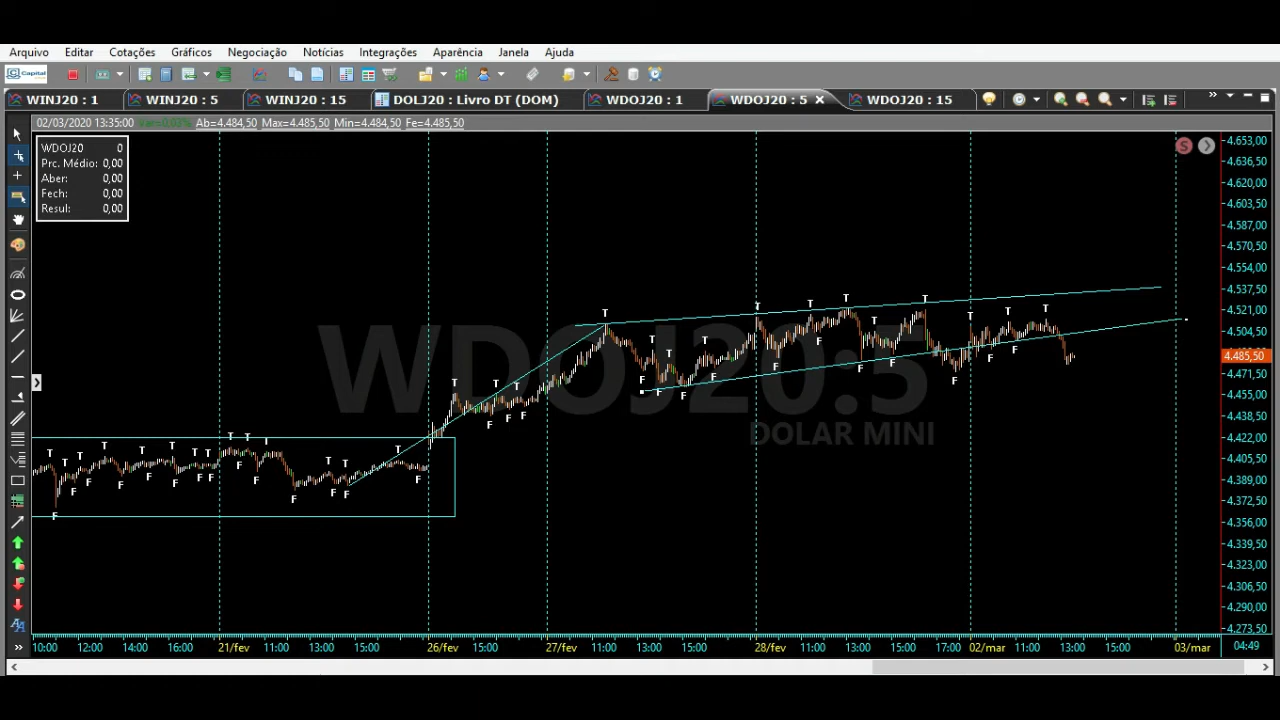 Arquivo Editar Cotações Gráficos Negociação Notícias Integrações Aparência Janela Ajuda
Capital
WINJ20 : 1 WINJ20 : 5 WINJ20 : 15 DOLJ20 : Livro DT (DOM) WDOJ20 : 1 WDOJ20 : 5 WDOJ20 : 15
02/03/2020 13:35:00 Var=0,03% Ab=4.484,50 Max=4.485,50 Min=4.484,50 Fe=4.485,50
WDOJ20 0
Prc. Médio: 0,00
Aber: 0,00
Fech: 0,00
Resul: 0,00
S
WDOJ20:5
DOLAR MINI
4.653,00
4.636,50
4.620,00
4.603,50
4.587,00
4.570,50
4.554,00
4.537,50
4.521,00
4.504,50
4.485,50
4.471,50
4.455,00
4.438,50
4.422,00
4.405,50
4.389,00
4.372,50
4.356,00
4.339,50
4.323,00
4.306,50
4.290,00
4.273,50
10:00 12:00 14:00 16:00 21/fev 11:00 13:00 15:00 26/fev 15:00 27/fev 11:00 13:00 15:00 28/fev 11:00 13:00 15:00 17:00 02/mar 11:00 13:00 15:00 03/mar 04:49